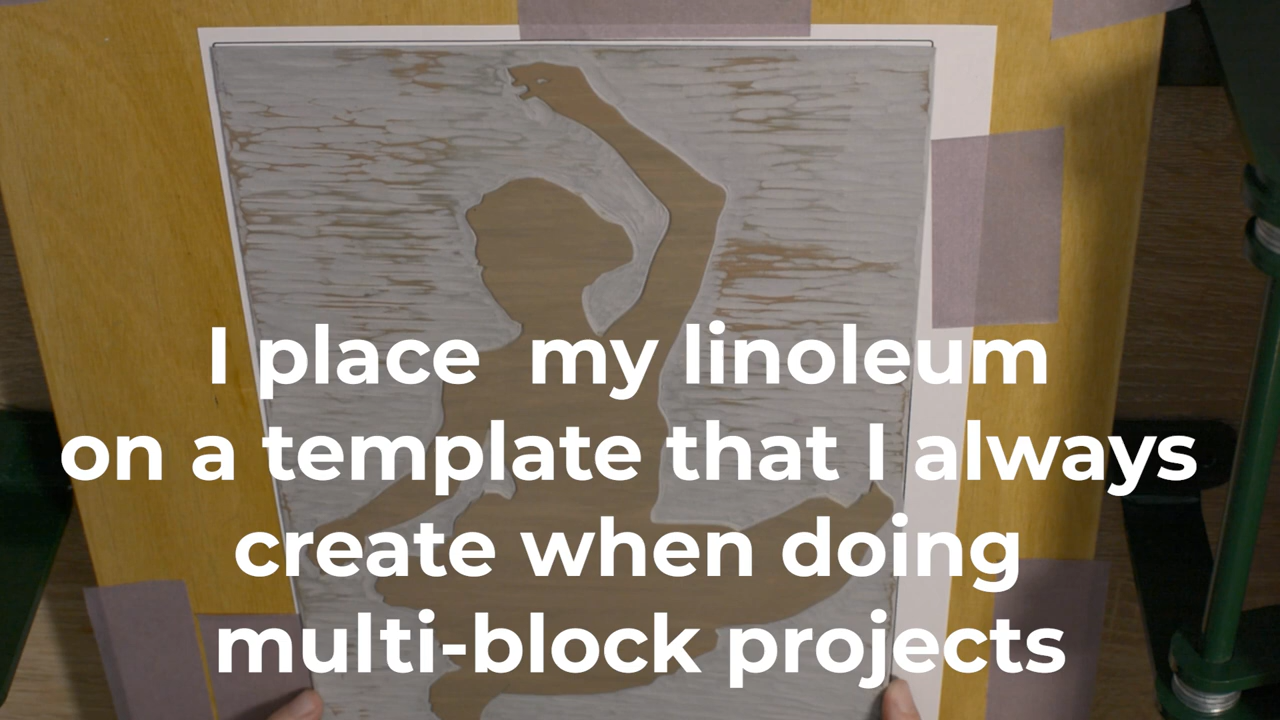 I place  my linoleum
on a template that I always
create when doing
multi-block projects